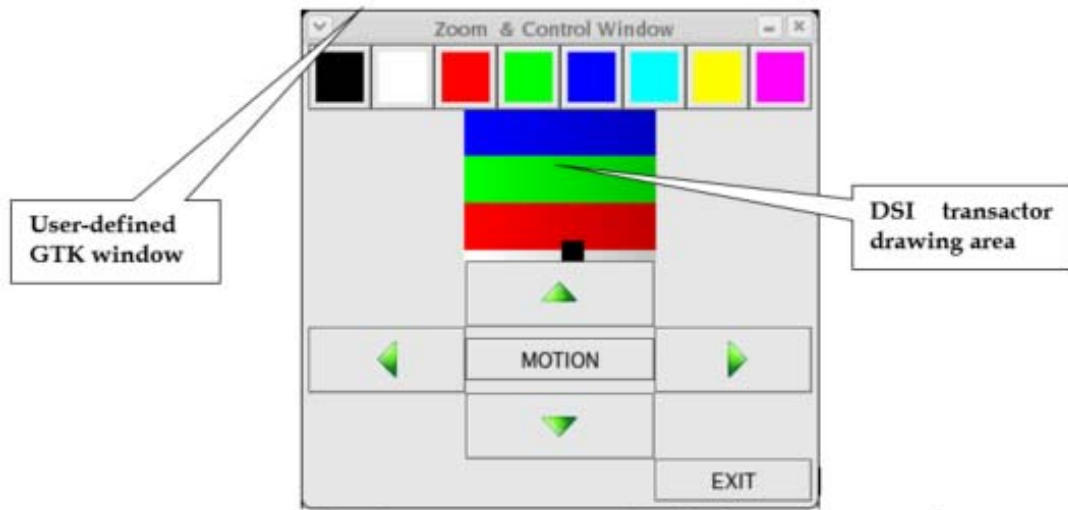 Zoom & Control Window
User-defined
GTK window
DSI transactor
drawing area
MOTION
EXIT